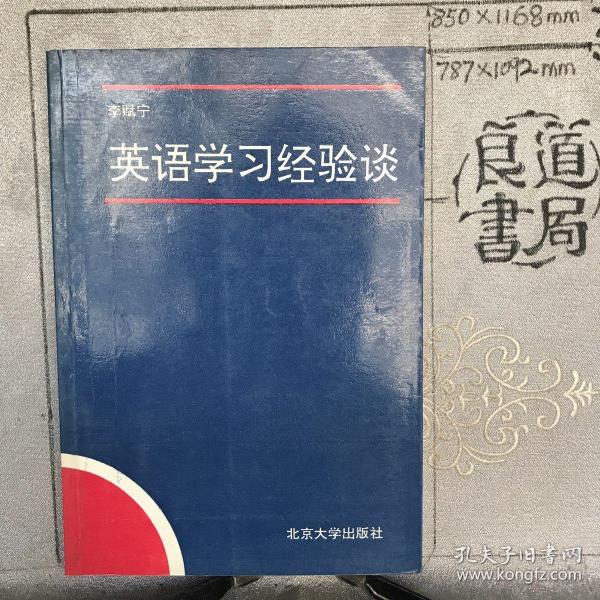 850×1168mm
787×1092mm
良道
書局
李赋宁
英语学习经验谈
北京大学出版社
孔夫子旧書网
www.kongfz.com